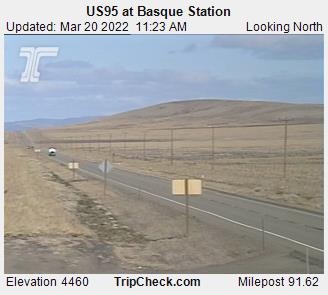 US95 at Basque Station
Updated: Mar 20 2022 11:23 AM Looking North
Elevation 4460 TripCheck.com Milepost 91.62